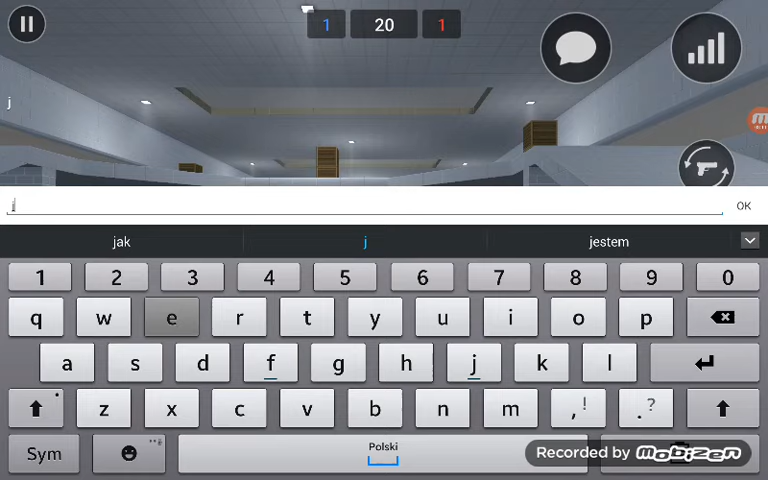 1 20 1
j
j OK
jak j jestem
1 2 3 4 5 6 7 8 9 0
q w e r t y u i o p
a s d f g h j k l
z x c v b n m ,! .?
Sym Polski
Recorded by mobizen